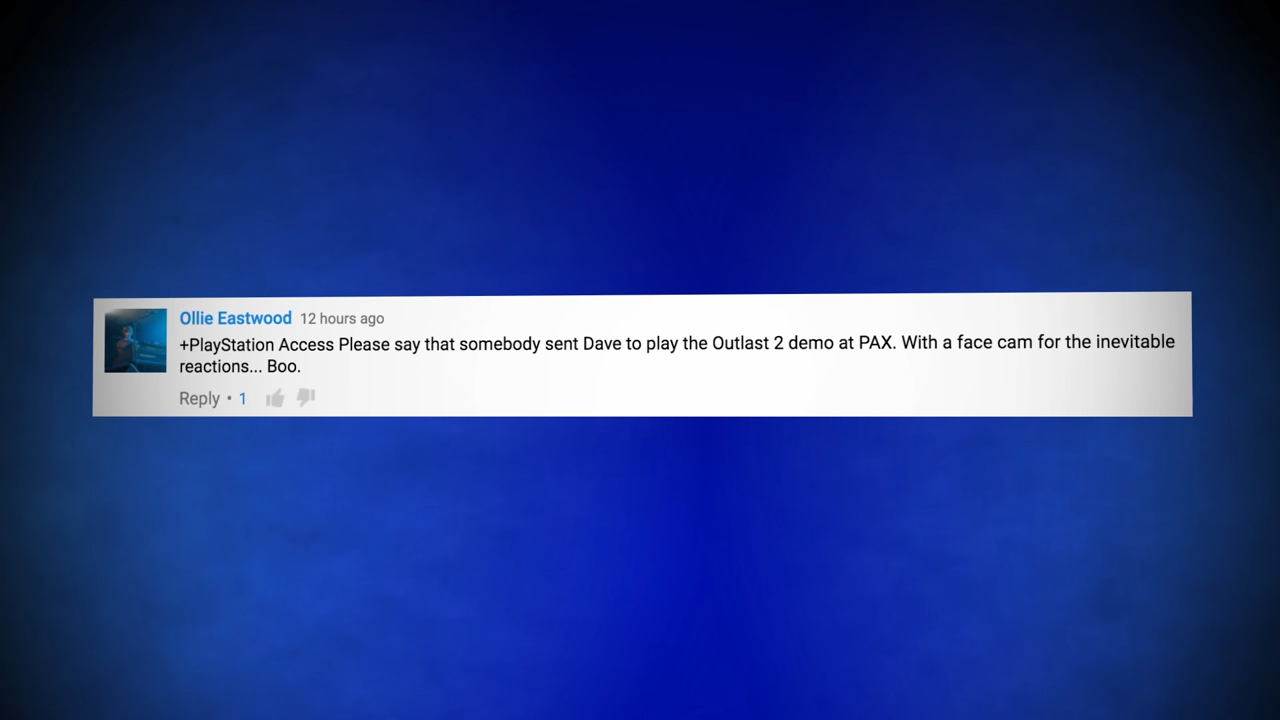 Ollie Eastwood 12 hours ago
+PlayStation Access Please say that somebody sent Dave to play the Outlast 2 demo at PAX. With a face cam for the inevitable
reactions... Boo.
Reply • 1